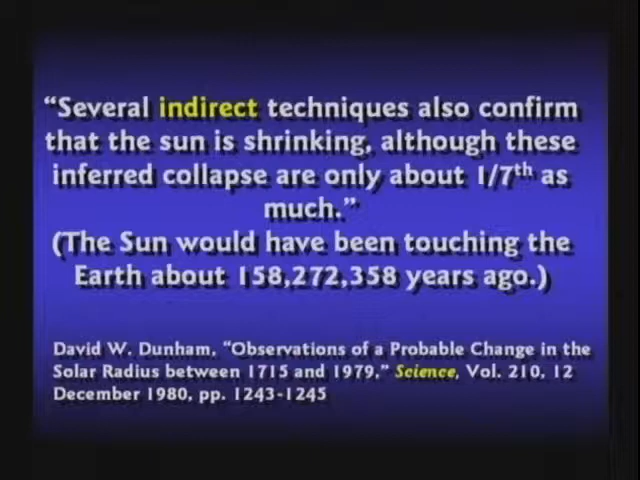 “Several indirect techniques also confirm
that the sun is shrinking, although these
inferred collapse are only about 1/7th as
much.”
(The Sun would have been touching the
Earth about 158,272,358 years ago.)
David W. Dunham, “Observations of a Probable Change in the
Solar Radius between 1715 and 1979,” Science, Vol. 210, 12
December 1980, pp. 1243-1245